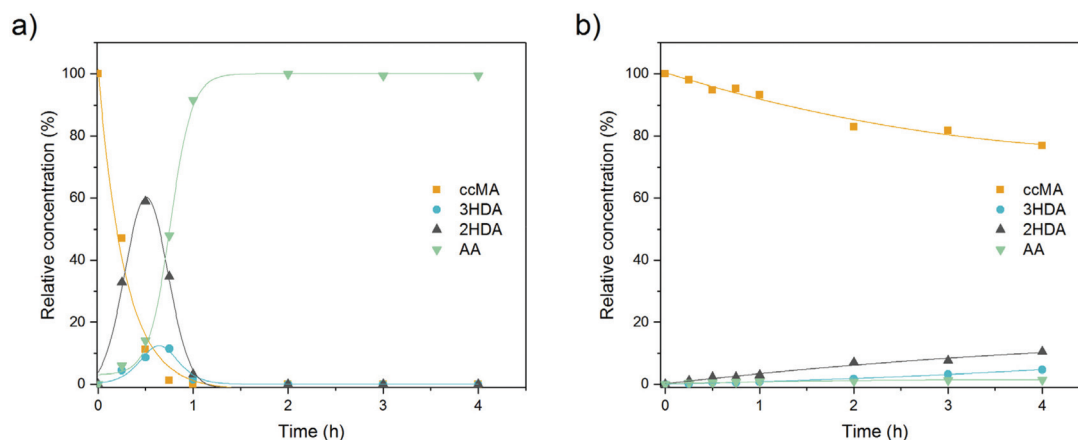 a)
Relative concentration (%)
100
80
60
40
20
0
ccMA
3HDA
2HDA
AA
0 1 2 3 4
Time (h)
b)
Relative concentration (%)
100
80
60
40
20
0
ccMA
3HDA
2HDA
AA
0 1 2 3 4
Time (h)